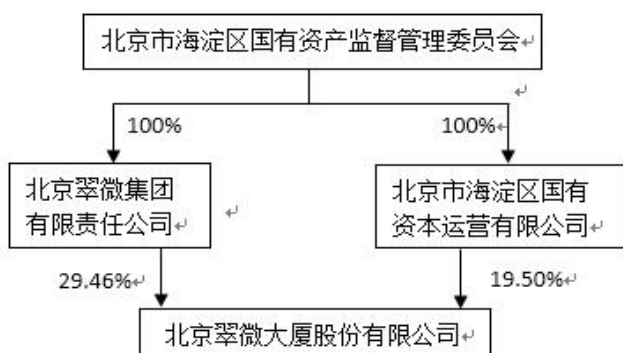 北京市海淀区国有资产监督管理委员会
100%
100%
北京翠微集团
有限责任公司
北京市海淀区国有
资本运营有限公司
29.46%
19.50%
北京翠微大厦股份有限公司